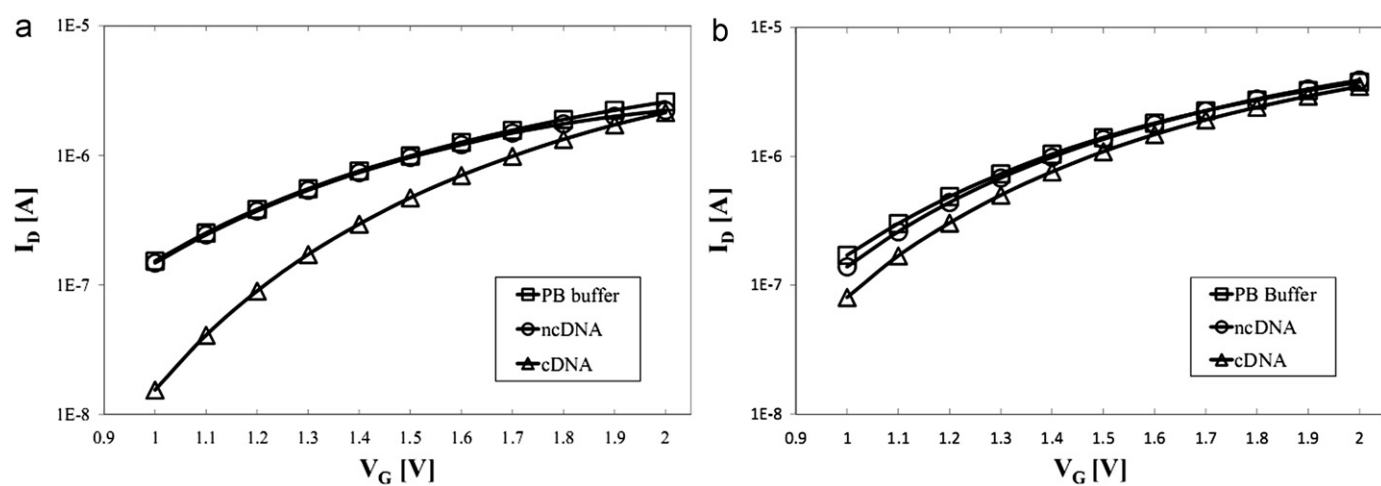 a
1E-5
1E-6
1E-7
1E-8
I_D [A]
0.9 1 1.1 1.2 1.3 1.4 1.5 1.6 1.7 1.8 1.9 2
V_G [V]
PB buffer
ncDNA
cDNA
b
1E-5
1E-6
1E-7
1E-8
I_D [A]
0.9 1 1.1 1.2 1.3 1.4 1.5 1.6 1.7 1.8 1.9 2
V_G [V]
PB Buffer
ncDNA
cDNA